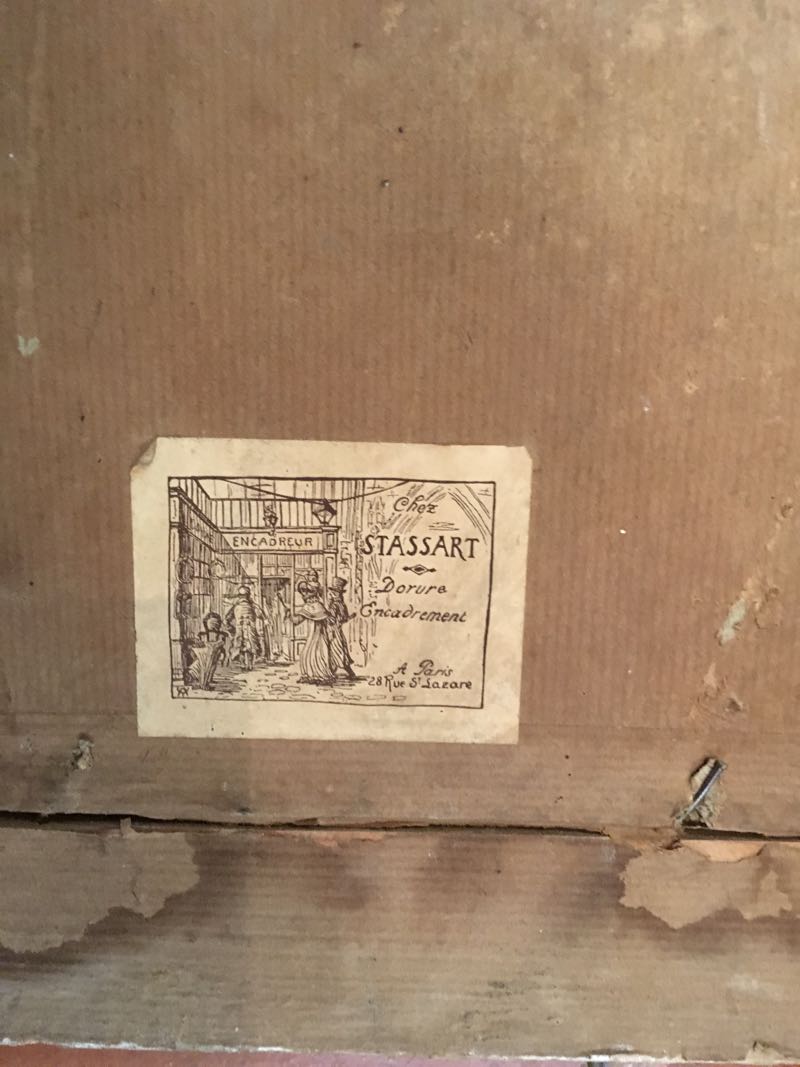 ENCADREUR
Chez
STASSART
Dorure
Encadrement
A Paris
28 Rue St Lazare